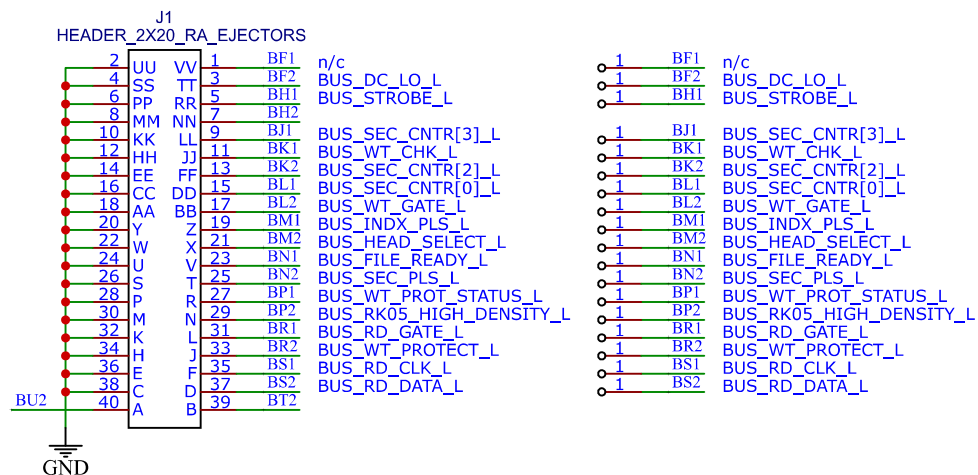 J1
HEADER_2X20_RA_EJECTORS
2 UU VV 1 BF1 n/c 1 BF1 n/c
4 SS TT 3 BF2 BUS_DC_LO_L 1 BF2 BUS_DC_LO_L
6 PP RR 5 BH1 BUS_STROBE_L 1 BH1 BUS_STROBE_L
8 MM NN 7 BH2
10 KK LL 9 BJ1 BUS_SEC_CNTR[3]_L 1 BJ1 BUS_SEC_CNTR[3]_L
12 HH JJ 11 BK1 BUS_WT_CHK_L 1 BK1 BUS_WT_CHK_L
14 EE FF 13 BK2 BUS_SEC_CNTR[2]_L 1 BK2 BUS_SEC_CNTR[2]_L
16 CC DD 15 BL1 BUS_SEC_CNTR[0]_L 1 BL1 BUS_SEC_CNTR[0]_L
18 AA BB 17 BL2 BUS_WT_GATE_L 1 BL2 BUS_WT_GATE_L
20 Y Z 19 BM1 BUS_INDX_PLS_L 1 BM1 BUS_INDX_PLS_L
22 W X 21 BM2 BUS_HEAD_SELECT_L 1 BM2 BUS_HEAD_SELECT_L
24 U V 23 BN1 BUS_FILE_READY_L 1 BN1 BUS_FILE_READY_L
26 S T 25 BN2 BUS_SEC_PLS_L 1 BN2 BUS_SEC_PLS_L
28 P R 27 BP1 BUS_WT_PROT_STATUS_L 1 BP1 BUS_WT_PROT_STATUS_L
30 M N 29 BP2 BUS_RK05_HIGH_DENSITY_L 1 BP2 BUS_RK05_HIGH_DENSITY_L
32 K L 31 BR1 BUS_RD_GATE_L 1 BR1 BUS_RD_GATE_L
34 H J 33 BR2 BUS_WT_PROTECT_L 1 BR2 BUS_WT_PROTECT_L
36 E F 35 BS1 BUS_RD_CLK_L 1 BS1 BUS_RD_CLK_L
38 C D 37 BS2 BUS_RD_DATA_L 1 BS2 BUS_RD_DATA_L
BU2 40 A B 39 BT2
GND